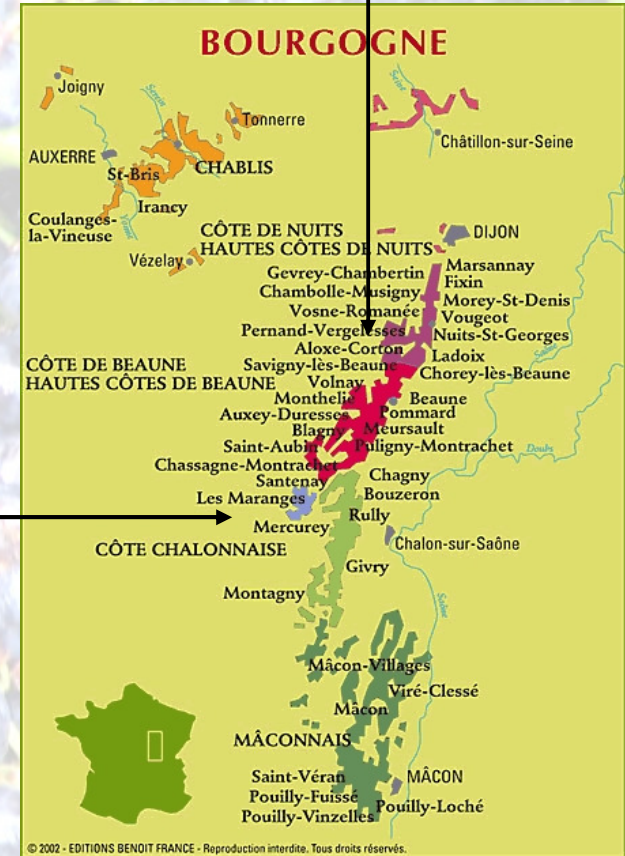 BOURGOGNE
Joigny
Serein
Tonnerre
Seine
Châtillon-sur-Seine
AUXERRE
St-Bris
CHABLIS
Irancy
Coulanges-
la-Vineuse
Yonne
Vézelay
CÔTE DE NUITS
HAUTES CÔTES DE NUITS
DIJON
Gevrey-Chambertin
Marsannay
Fixin
Chambolle-Musigny
Morey-St-Denis
Vosne-Romanée
Vougeot
Pernand-Vergelesses
Nuits-St-Georges
Aloxe-Corton
Ladoix
Savigny-lès-Beaune
Chorey-lès-Beaune
CÔTE DE BEAUNE
HAUTES CÔTES DE BEAUNE
Volnay
Monthelie
Beaune
Auxey-Duresses
Pommard
Blagny
Meursault
Saint-Aubin
Puligny-Montrachet
Doubs
Chassagne-Montrachet
Santenay
Chagny
Les Maranges
Bouzeron
Rully
Mercurey
CÔTE CHALONNAISE
Chalon-sur-Saône
Givry
Montagny
Saône
Mâcon-Villages
Viré-Clessé
Mâcon
MÂCONNAIS
Saint-Véran
MÂCON
Pouilly-Fuissé
Pouilly-Loché
Pouilly-Vinzelles
© 2002 - EDITIONS BENOIT FRANCE - Reproduction interdite. Tous droits réservés.